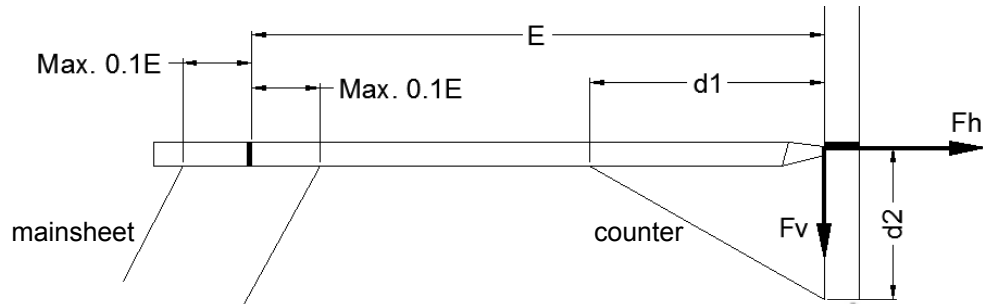 E
Max. 0.1E
Max. 0.1E
d1
Fh
mainsheet
counter
Fv
d2